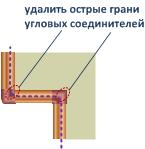 удалить острые грани
угловых соединителей